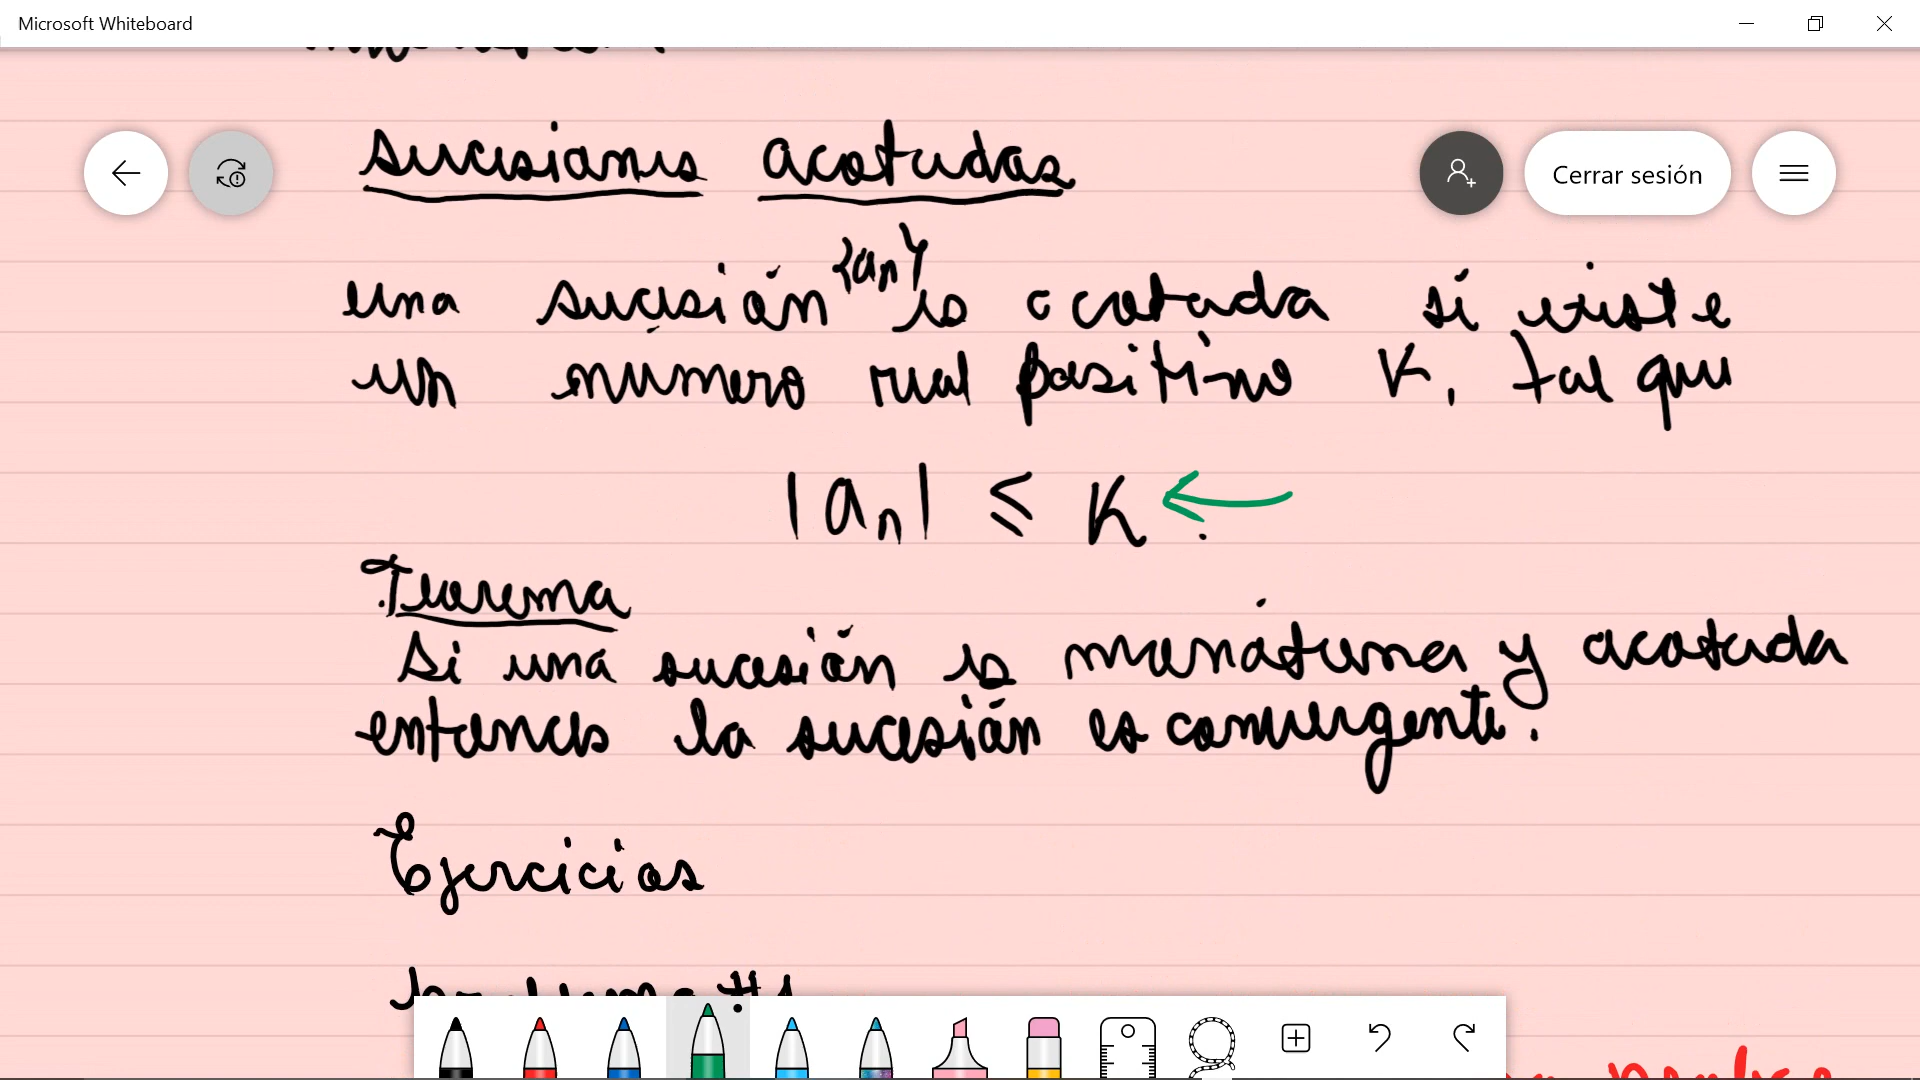 Microsoft Whiteboard
sucesiones acotadas
Cerrar sesión
una sucesión {an} es acotada si existe
un número real positivo K, tal que
|an| ≤ K.
Teorema
Si una sucesión es monótona y acotada
entonces la sucesión es convergente.
Ejercicios